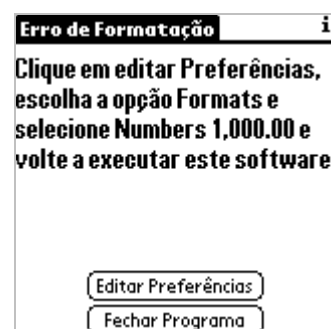 Erro de Formatação i
Clique em editar Preferências,
escolha a opção Formats e
selecione Numbers 1,000.00 e
volte a executar este software
Editar Preferências
Fechar Programa